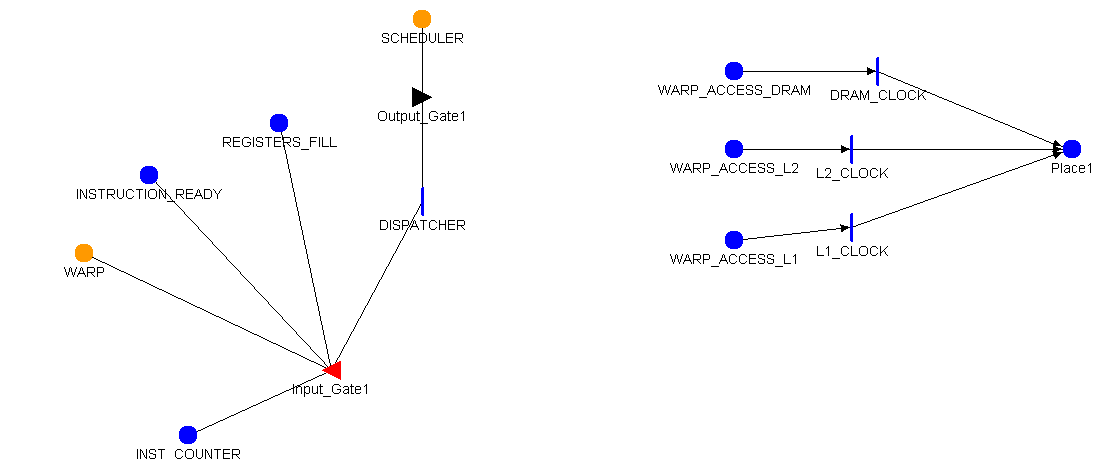 SCHEDULER
Output_Gate1
REGISTERS_FILL
INSTRUCTION_READY
DISPATCHER
WARP
Input_Gate1
INST_COUNTER
WARP_ACCESS_DRAM
DRAM_CLOCK
WARP_ACCESS_L2
L2_CLOCK
Place1
WARP_ACCESS_L1
L1_CLOCK